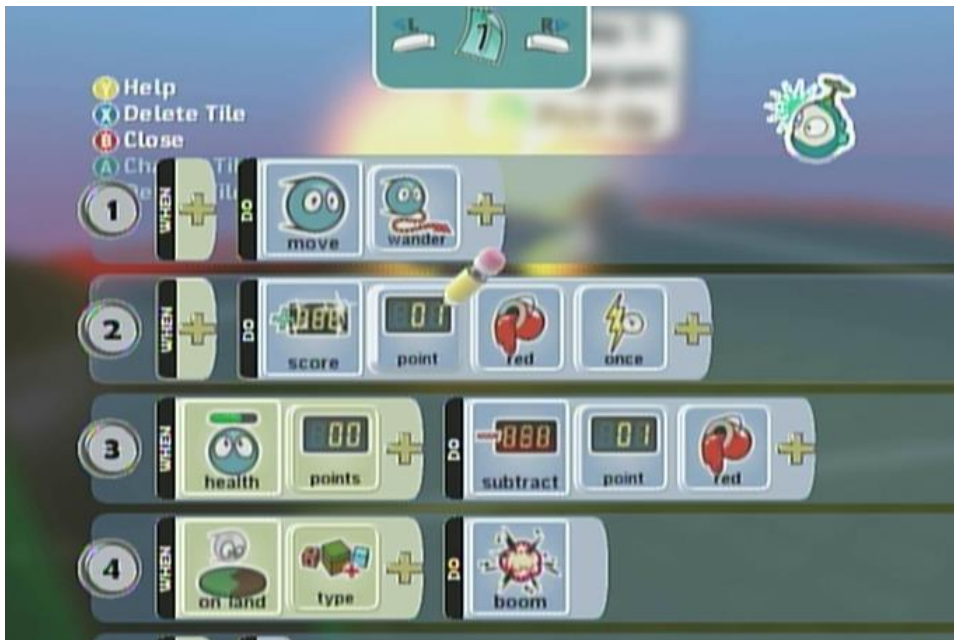 L 1 R
Y Help
X Delete Tile
B Close
A
1 WHEN + DO move wander +
2 WHEN + DO score 01 point red once +
3 WHEN health 00 points + DO subtract 01 point red +
4 WHEN on land type + DO boom